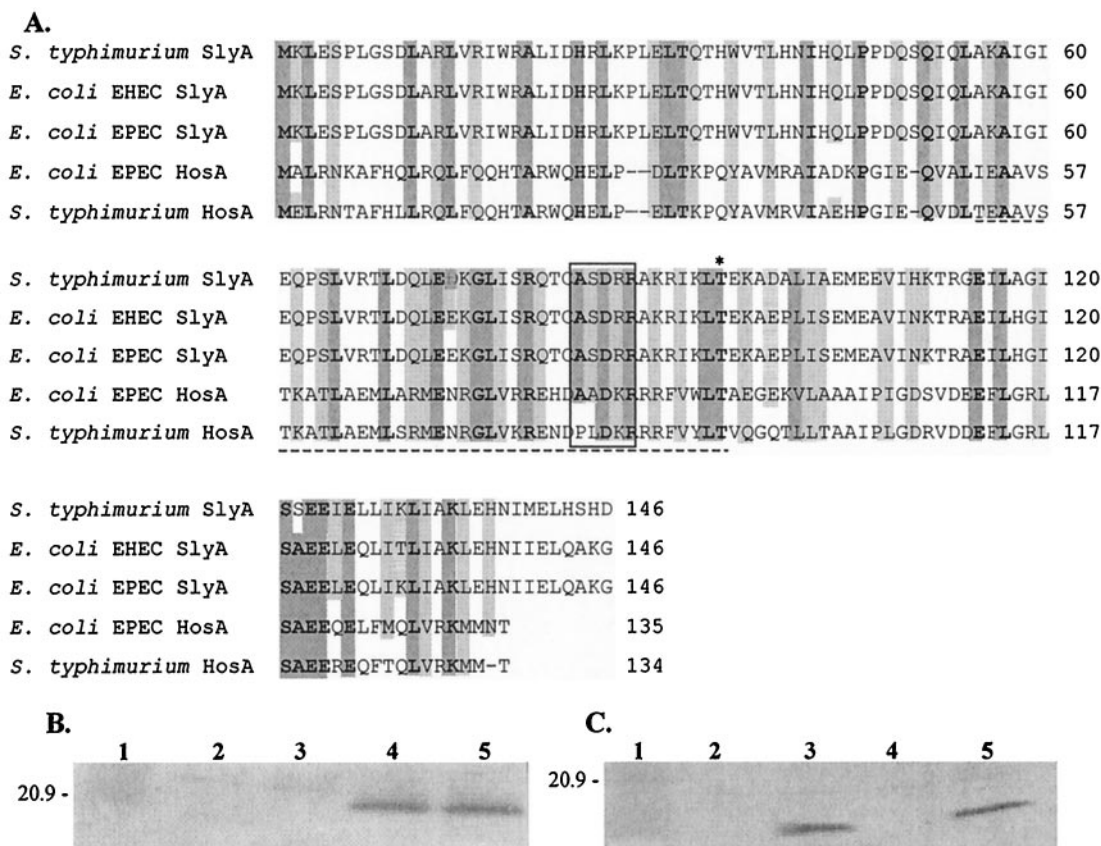 A.
S. typhimurium SlyA MKLESPLGSDLARLVRIWRALIDHRLKPLELTQTHWVTLHNIHQLPPDQSQIQLAKAIGI 60
E. coli EHEC SlyA MKLESPLGSDLARLVRIWRALIDHRLKPLELTQTHWVTLHNIHQLPPDQSQIQLAKAIGI 60
E. coli EPEC SlyA MKLESPLGSDLARLVRIWRALIDHRLKPLELTQTHWVTLHNIHQLPPDQSQIQLAKAIGI 60
E. coli EPEC HosA MALRNKAFHQLRQLFQQHTARWQHELP--DLTKPQYAVMRAIADKPGIE-QVALIEAAVS 57
S. typhimurium HosA MELRNTAFHLLRQLFQQHTARWQHELP--ELTKPQYAVMRVIAEHPGIE-QVDLTEAAVS 57
*
S. typhimurium SlyA EQPSLVRTLDQLEDKGLISRQTCASDRRAKRIKLTEKADALIAEMEEVIHKTRGEILAGI 120
E. coli EHEC SlyA EQPSLVRTLDQLEEKGLISRQTCASDRRAKRIKLTEKAEPLISEMEAVINKTRAEILHGI 120
E. coli EPEC SlyA EQPSLVRTLDQLEEKGLISRQTCASDRRAKRIKLTEKAEPLISEMEAVINKTRAEILHGI 120
E. coli EPEC HosA TKATLAEMLARMENRGLVRREHDAADKRRRFVWLTAEGEKVLAAAIPIGDSVDEEFLGRL 117
S. typhimurium HosA TKATLAEMLSRMENRGLVKRENDPLDKRRRFVYLTVQGQTLLTAAIPLGDRVDDEFLGRL 117
S. typhimurium SlyA SSEEIELLIKLIAKLEHNIMELHSHD 146
E. coli EHEC SlyA SAEELEQLITLIAKLEHNIIELQAKG 146
E. coli EPEC SlyA SAEELEQLIKLIAKLEHNIIELQAKG 146
E. coli EPEC HosA SAEEQELFMQLVRKMMNT 135
S. typhimurium HosA SAEEREQFTQLVRKMM-T 134
B.
1 2 3 4 5
20.9 -
C.
1 2 3 4 5
20.9 -